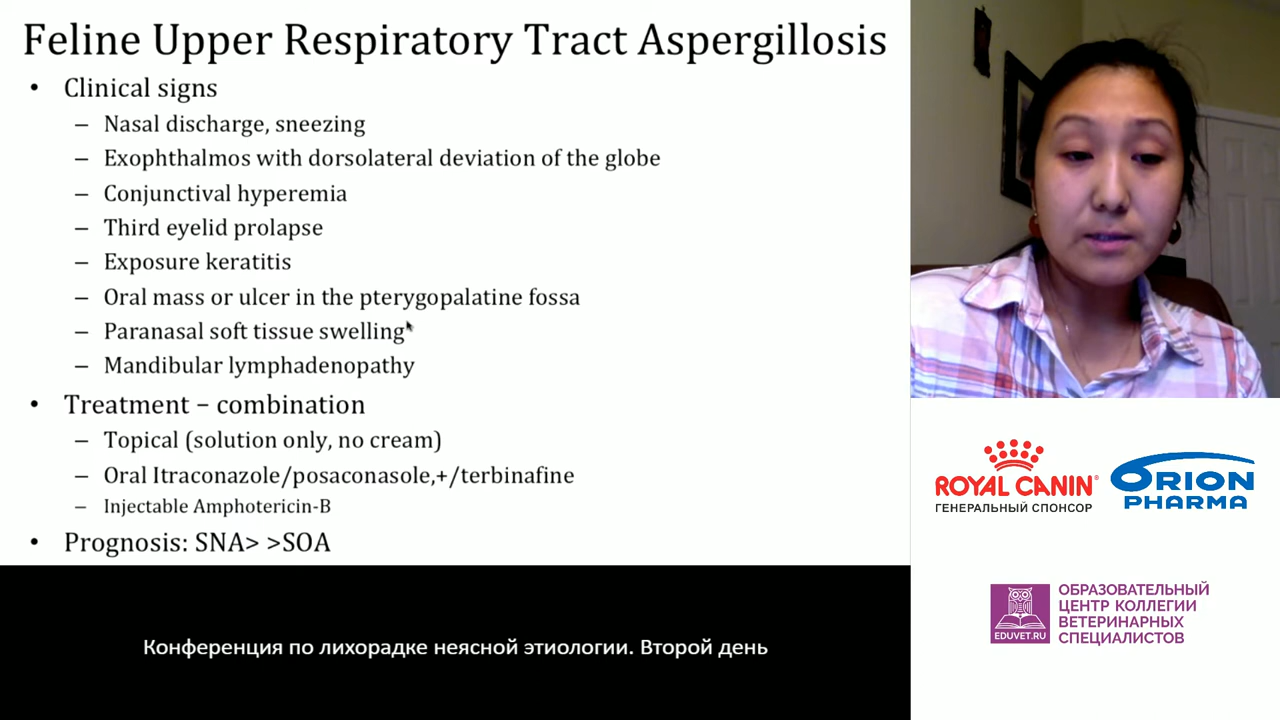 Feline Upper Respiratory Tract Aspergillosis
• Clinical signs
– Nasal discharge, sneezing
– Exophthalmos with dorsolateral deviation of the globe
– Conjunctival hyperemia
– Third eyelid prolapse
– Exposure keratitis
– Oral mass or ulcer in the pterygopalatine fossa
– Paranasal soft tissue swelling
– Mandibular lymphadenopathy
• Treatment – combination
– Topical (solution only, no cream)
– Oral Itraconazole/posaconasole,+/terbinafine
– Injectable Amphotericin-B
• Prognosis: SNA> >SOA
ROYAL CANIN
ГЕНЕРАЛЬНЫЙ СПОНСОР
ORION
PHARMA
EDUVET.RU
ОБРАЗОВАТЕЛЬНЫЙ
ЦЕНТР КОЛЛЕГИИ
ВЕТЕРИНАРНЫХ
СПЕЦИАЛИСТОВ
Конференция по лихорадке неясной этиологии. Второй день